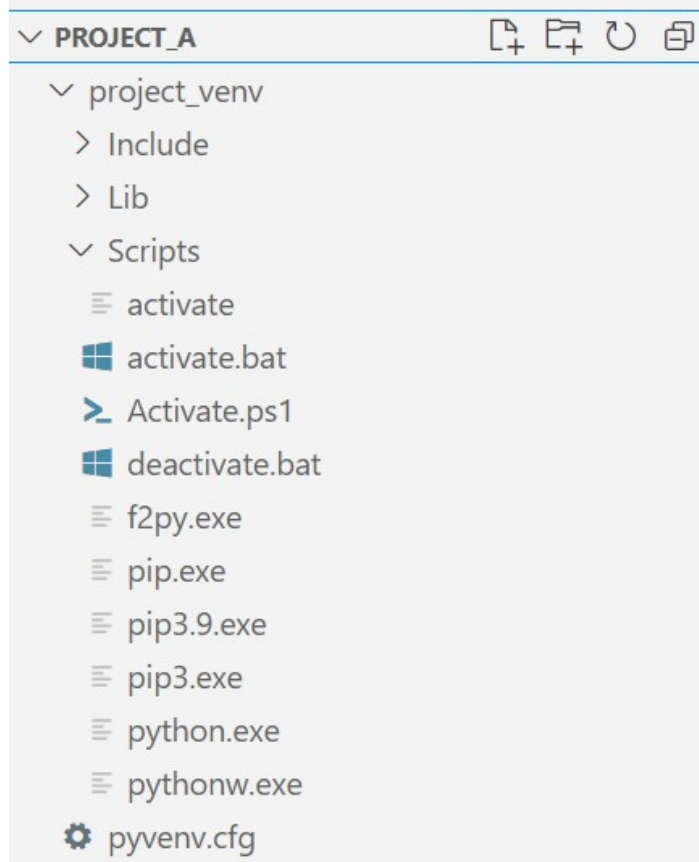 PROJECT_A
project_venv
Include
Lib
Scripts
activate
activate.bat
Activate.ps1
deactivate.bat
f2py.exe
pip.exe
pip3.9.exe
pip3.exe
python.exe
pythonw.exe
pyvenv.cfg